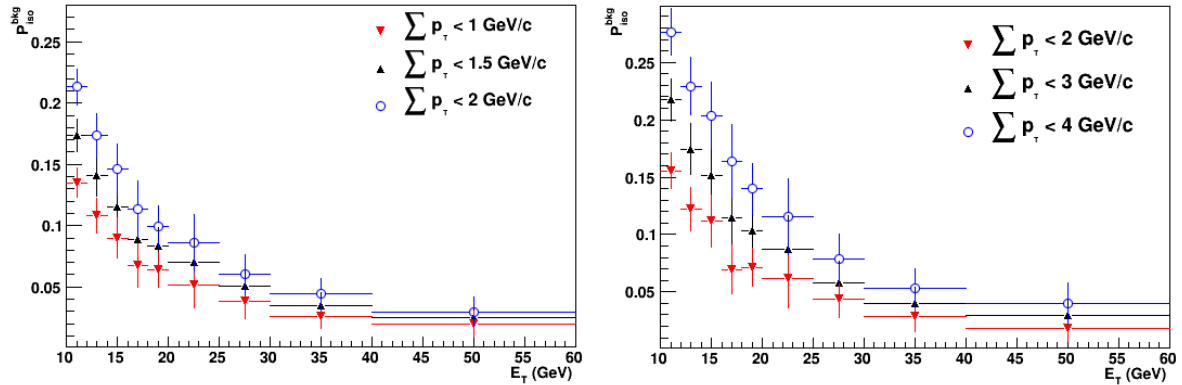 P bkg iso
0.25
0.2
0.15
0.1
0.05
10 15 20 25 30 35 40 45 50 55 60
E_T (GeV)
∑ p_T < 1 GeV/c
∑ p_T < 1.5 GeV/c
∑ p_T < 2 GeV/c
P bkg iso
0.25
0.2
0.15
0.1
0.05
10 15 20 25 30 35 40 45 50 55 60
E_T (GeV)
∑ p_T < 2 GeV/c
∑ p_T < 3 GeV/c
∑ p_T < 4 GeV/c